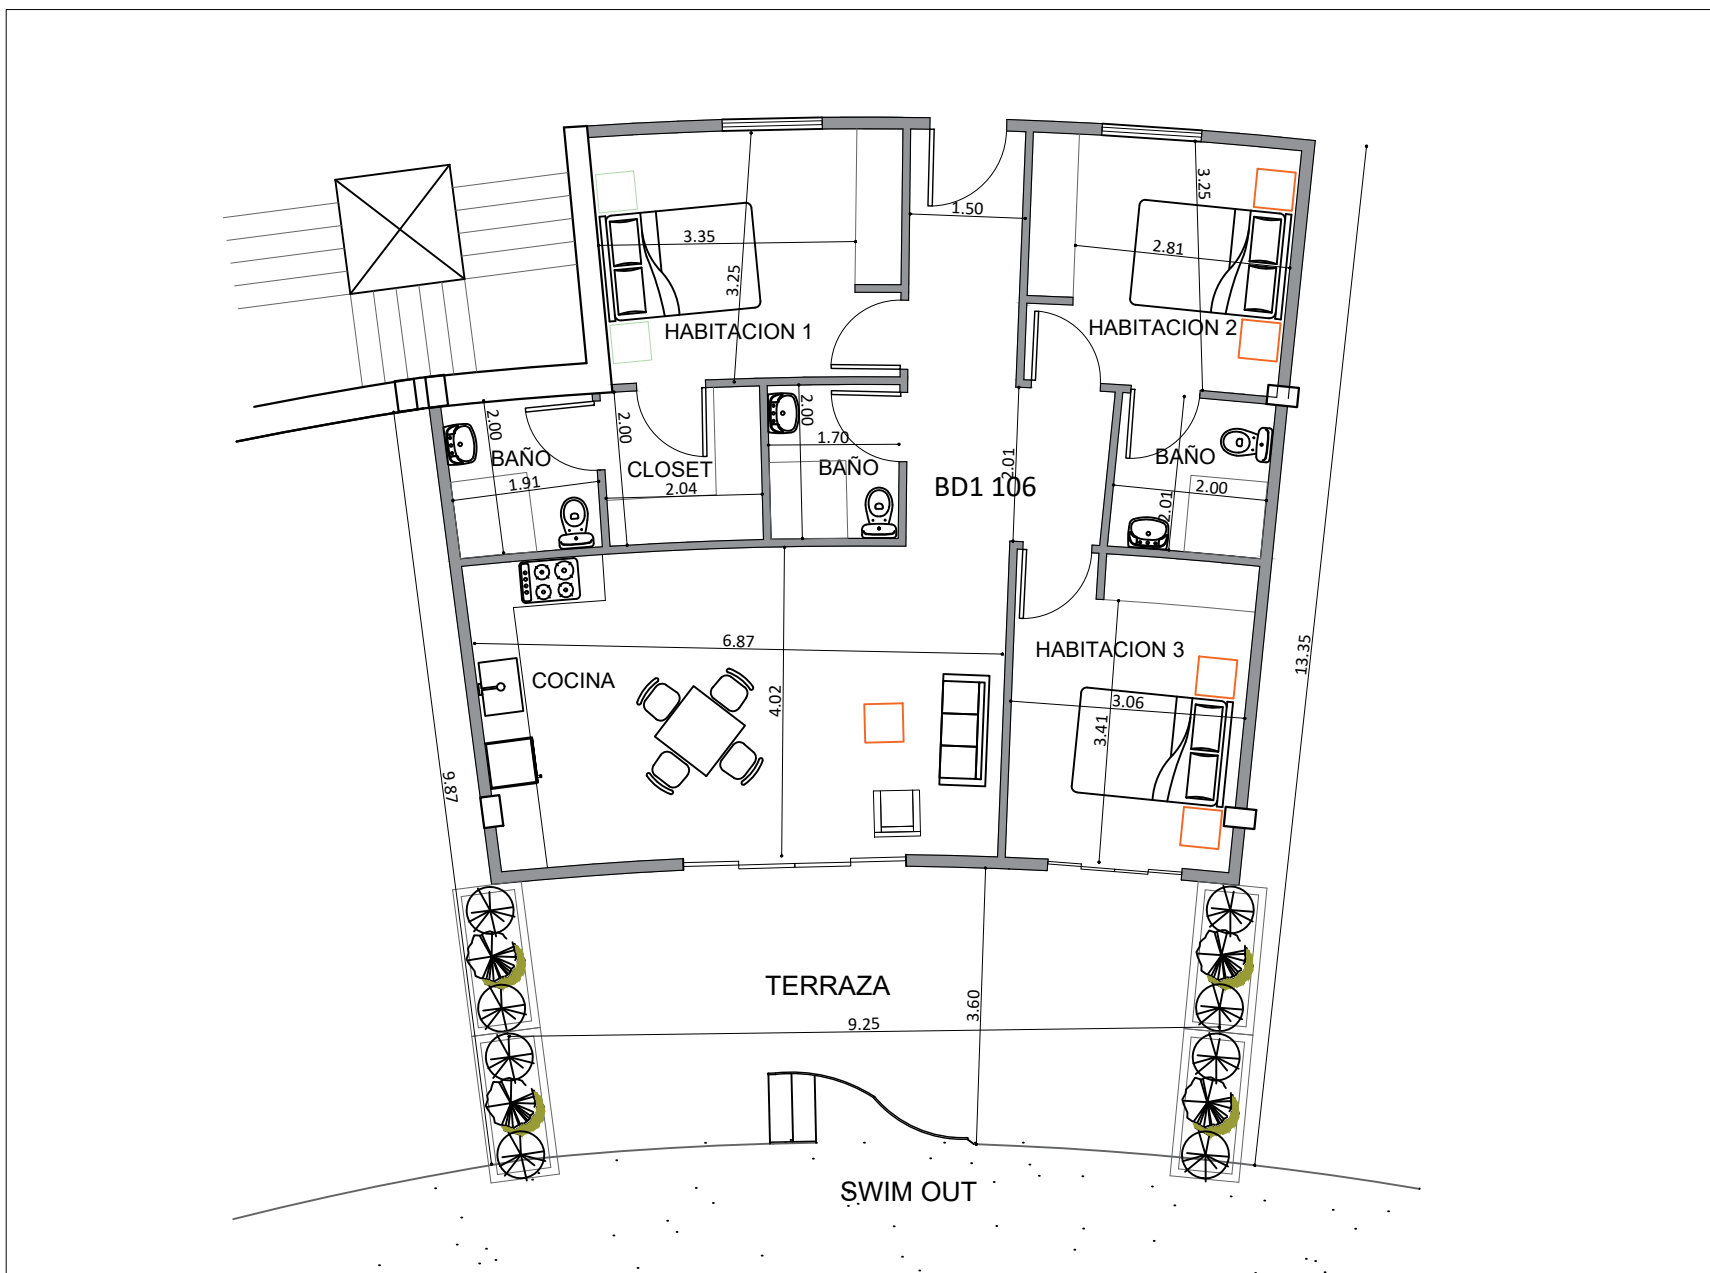 3.25
1.50
3.35
2.81
3.25
HABITACION 1
HABITACION 2
2.00
2.00
2.00
1.70
BAÑO
CLOSET
BAÑO
2.01
BAÑO
1.91
2.04
BD1 106
2.00
2.01
6.87
HABITACION 3
13.35
COCINA
4.02
3.06
3.41
9.87
TERRAZA
3.60
9.25
SWIM OUT